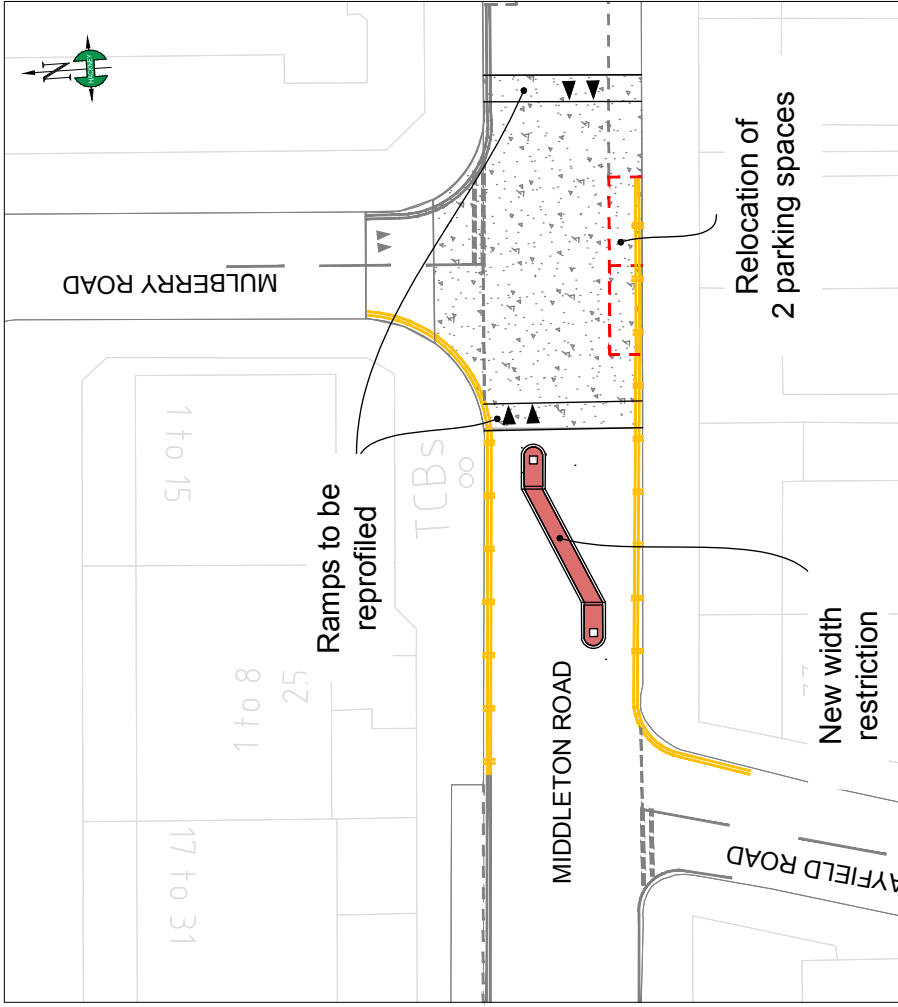 N
HACKNEY
MULBERRY ROAD
1 to 15
Ramps to be
reprofiled
TCBs
Relocation of
2 parking spaces
1 to 8
25
MIDDLETON ROAD
New width
restriction
17 to 31
AYFIELD ROAD